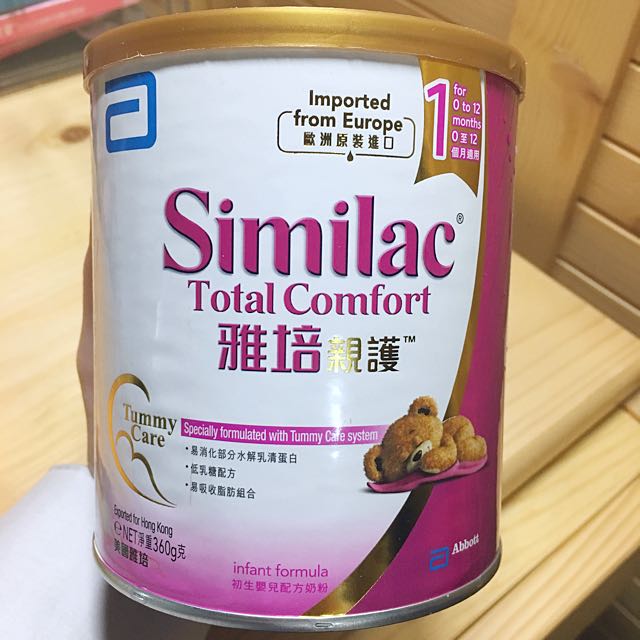 Imported
from Europe
歐洲原裝進口
1
for
0 to 12
months
0 至 12
個月適用
Similac®
Total Comfort
雅培親護™
Tummy
Care
Specially formulated with Tummy Care system
• 易消化部分水解乳清蛋白
• 低乳糖配方
• 易吸收脂肪組合
Exported for Hong Kong
℮ NET淨重360g克
美國雅培
infant formula
初生嬰兒配方奶粉
Abbott